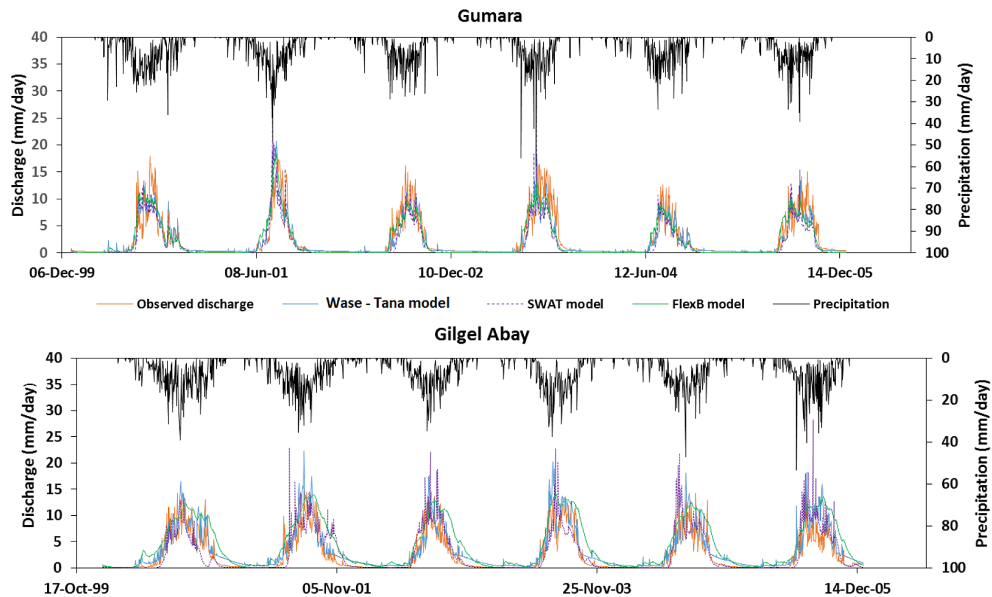 Gumara
40 0
35 10
30 20
25 30
20 40
15 50
10 60
5 70
0 80
90
100
Discharge (mm/day)
Precipitation (mm/day)
06-Dec-99 08-Jun-01 10-Dec-02 12-Jun-04 14-Dec-05
Observed discharge Wase - Tana model SWAT model FlexB model Precipitation
Gilgel Abay
40 0
35 20
30 40
25 60
20 80
15 100
10
5
0
Discharge (mm/day)
Precipitation (mm/day)
17-Oct-99 05-Nov-01 25-Nov-03 14-Dec-05